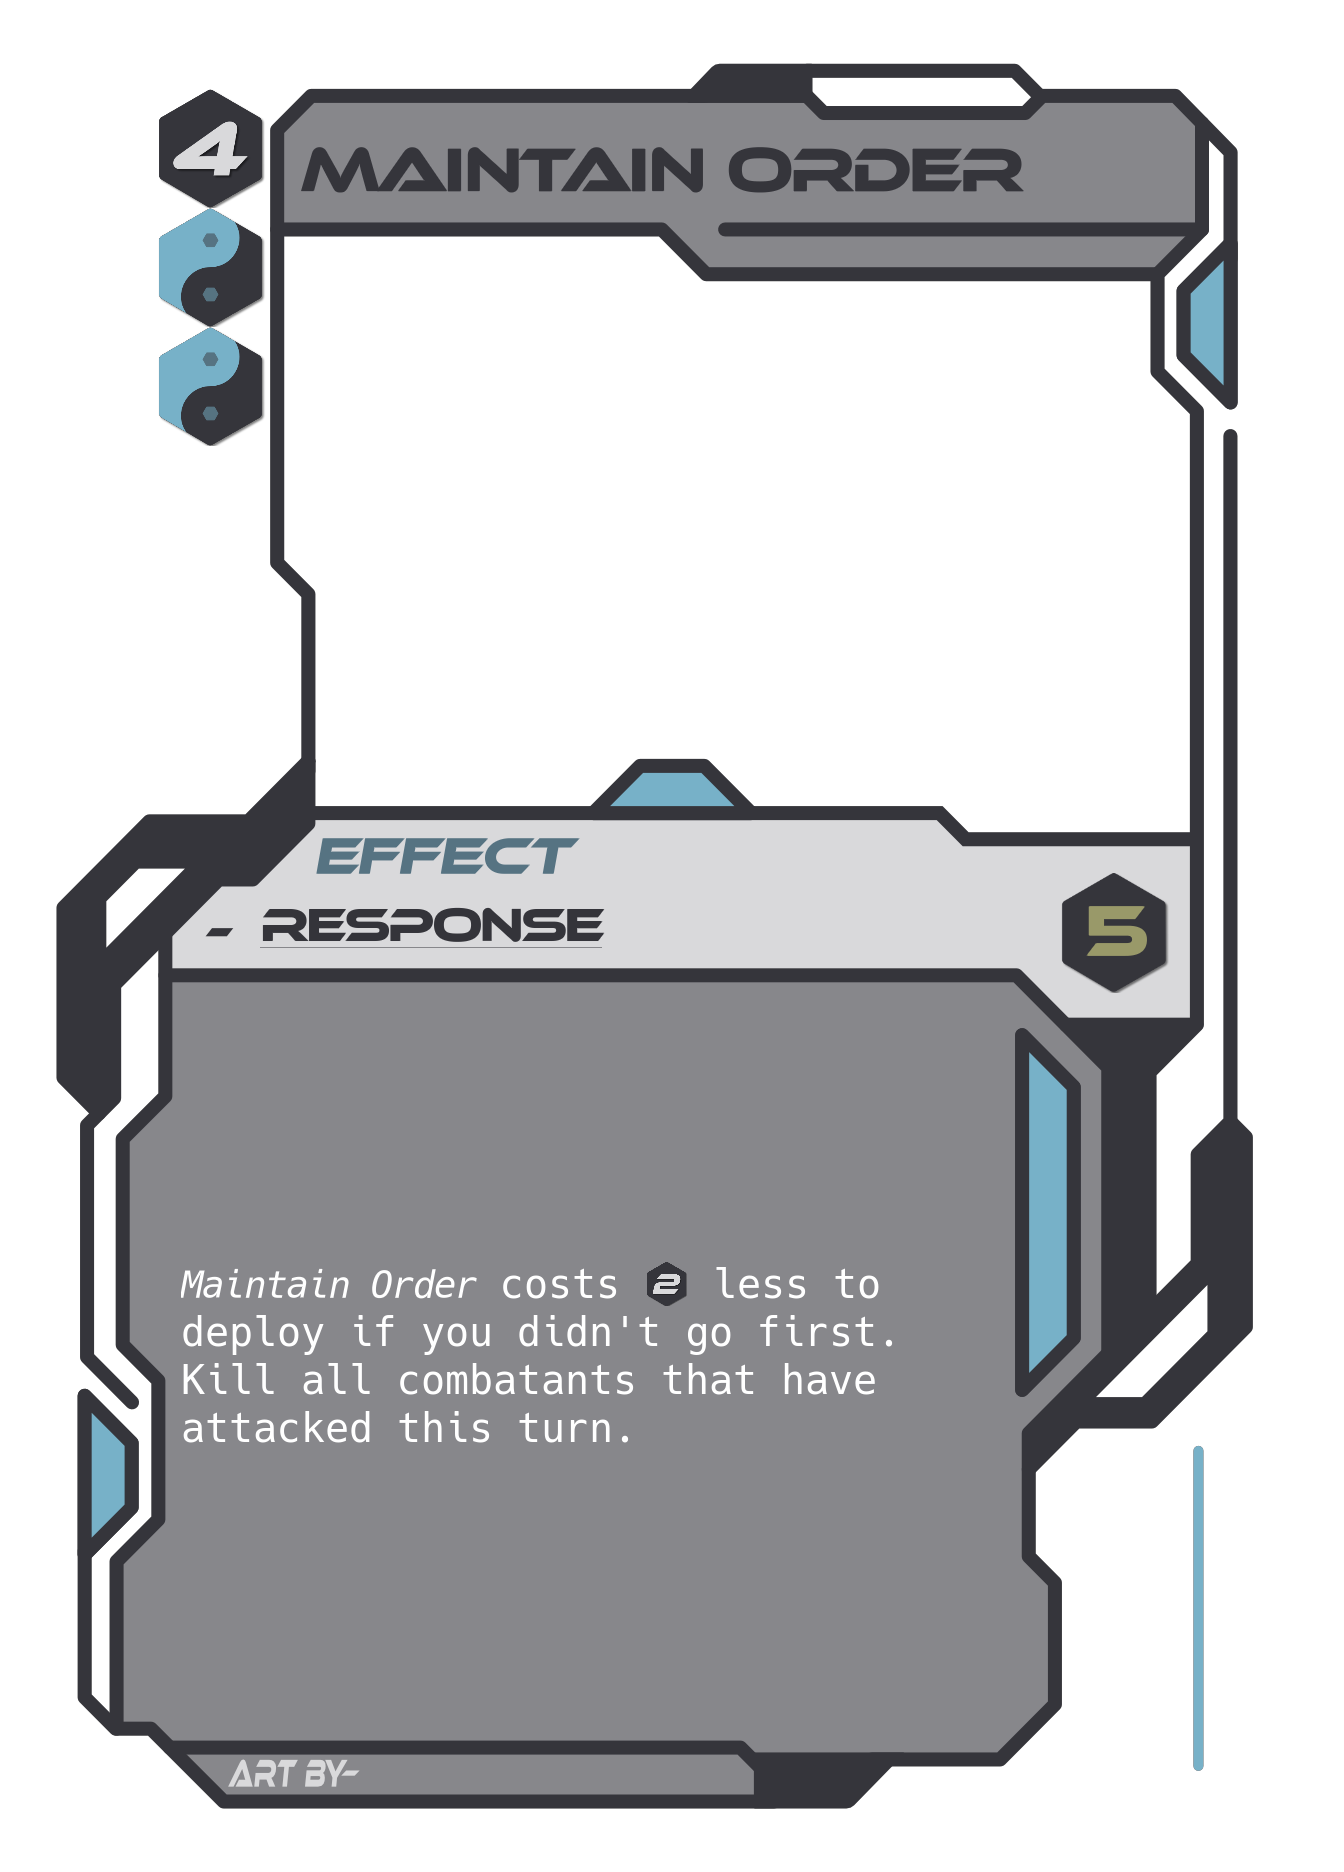 4
MAINTAIN ORDER
EFFECT
- RESPONSE
5
Maintain Order costs 2 less to
deploy if you didn't go first.
Kill all combatants that have
attacked this turn.
ART BY-